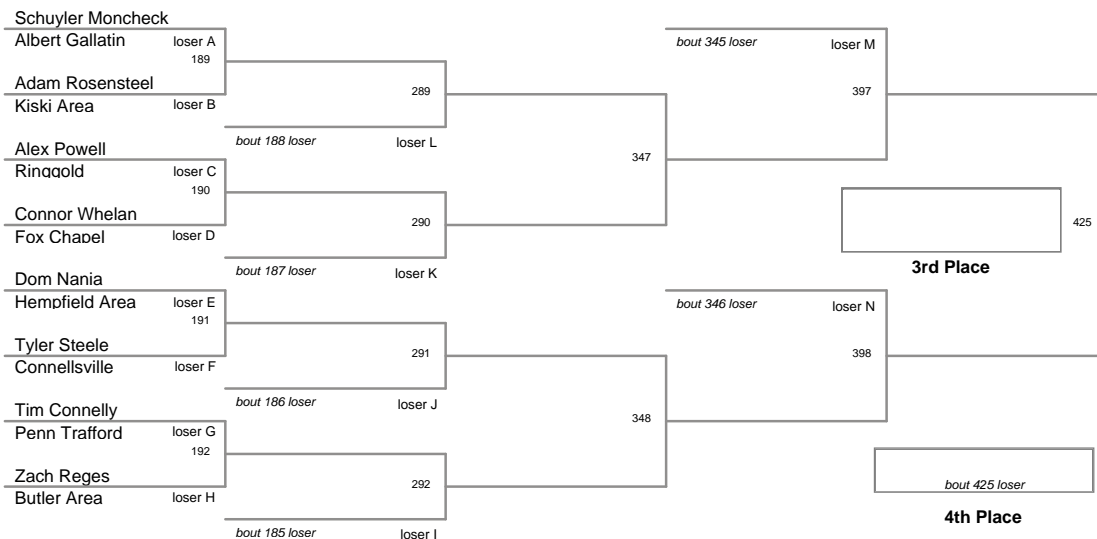 Schuyler Moncheck
bout 345 loser loser M
Albert Gallatin loser A
189
Adam Rosensteel
289
397
Kiski Area loser B
bout 188 loser loser L
Alex Powell
347
Ringgold loser C
190
Connor Whelan
290
425
Fox Chapel loser D
bout 187 loser loser K
3rd Place
Dom Nania
Hempfield Area loser E
bout 346 loser loser N
191
Tyler Steele
291
398
Connellsville loser F
bout 186 loser loser J
Tim Connelly
348
Penn Trafford loser G
192
Zach Reges
292
bout 425 loser
Butler Area loser H
4th Place
bout 185 loser loser I